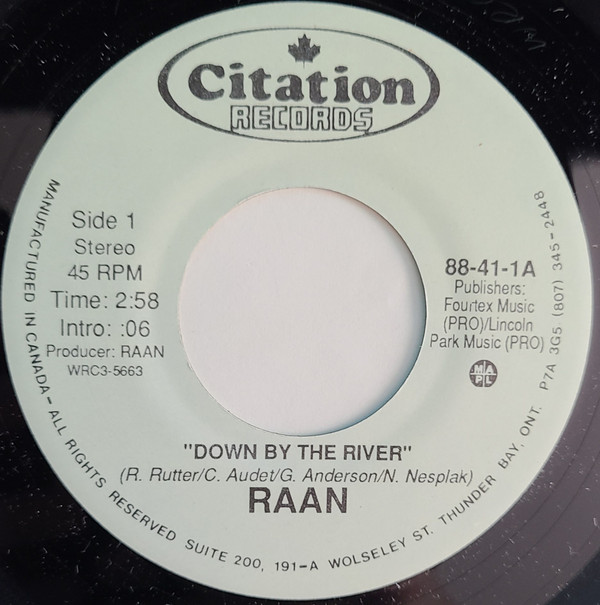 Citation
RECORDS
Side 1
Stereo
45 RPM
Time: 2:58
Intro: :06
Producer: RAAN
WRC3-5663
88-41-1A
Publishers:
Fourtex Music
(PRO)/Lincoln
Park Music (PRO)
MAPL
"DOWN BY THE RIVER"
(R. Rutter/C. Audet/G. Anderson/N. Nesplak)
RAAN
MANUFACTURED IN CANADA - ALL RIGHTS RESERVED SUITE 200, 191-A WOLSELEY ST. THUNDER BAY, ONT. P7A 3G5 (807) 345-2448